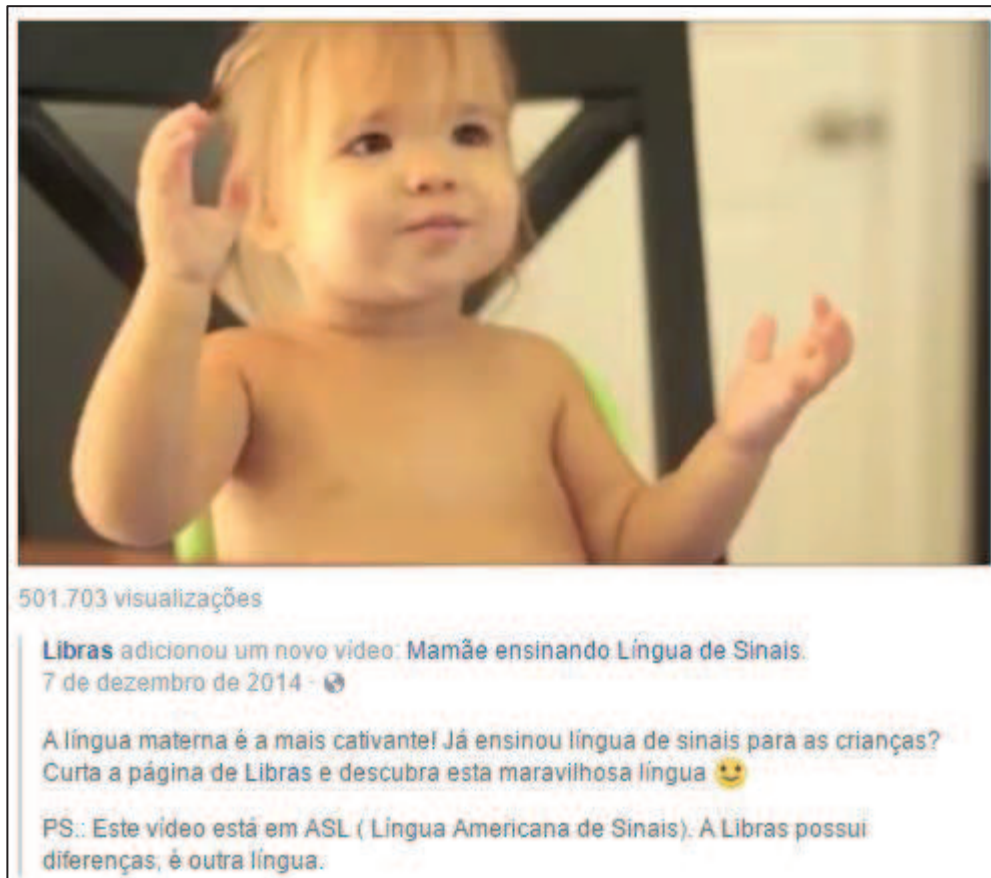 501.703 visualizações
Libras adicionou um novo vídeo: Mamãe ensinando Língua de Sinais.
7 de dezembro de 2014 ·
A língua materna é a mais cativante! Já ensinou língua de sinais para as crianças?
Curta a página de Libras e descubra esta maravilhosa língua
PS.: Este vídeo está em ASL ( Língua Americana de Sinais). A Libras possui
diferenças, é outra língua.